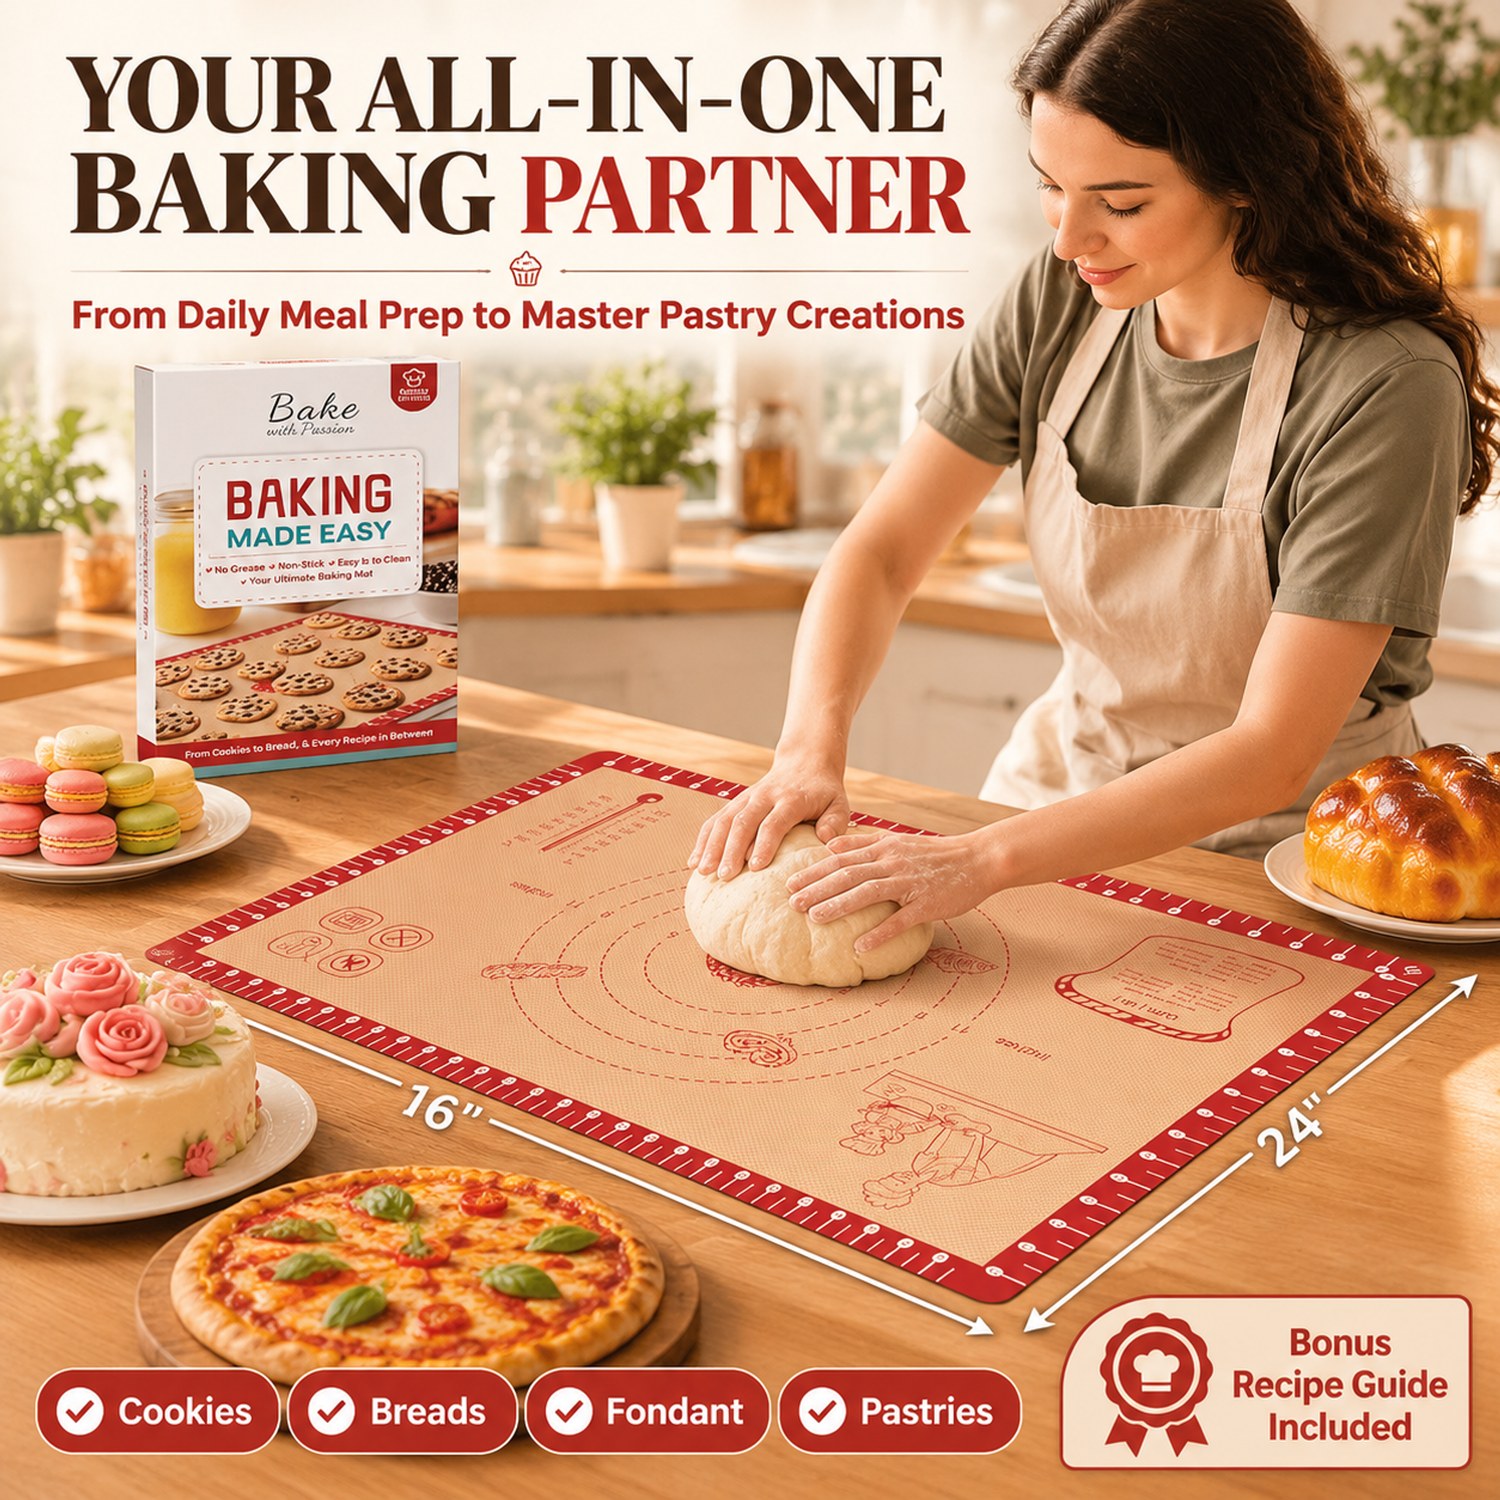 YOUR ALL-IN-ONE
BAKING PARTNER
From Daily Meal Prep to Master Pastry Creations
Bake
with Passion
BAKING
MADE EASY
No Grease Non-Stick Easy to Clean
Your Ultimate Baking Mat
From Cookies to Bread, & Every Recipe in Between
16"
24"
Cookies
Breads
Fondant
Pastries
Bonus
Recipe Guide
Included